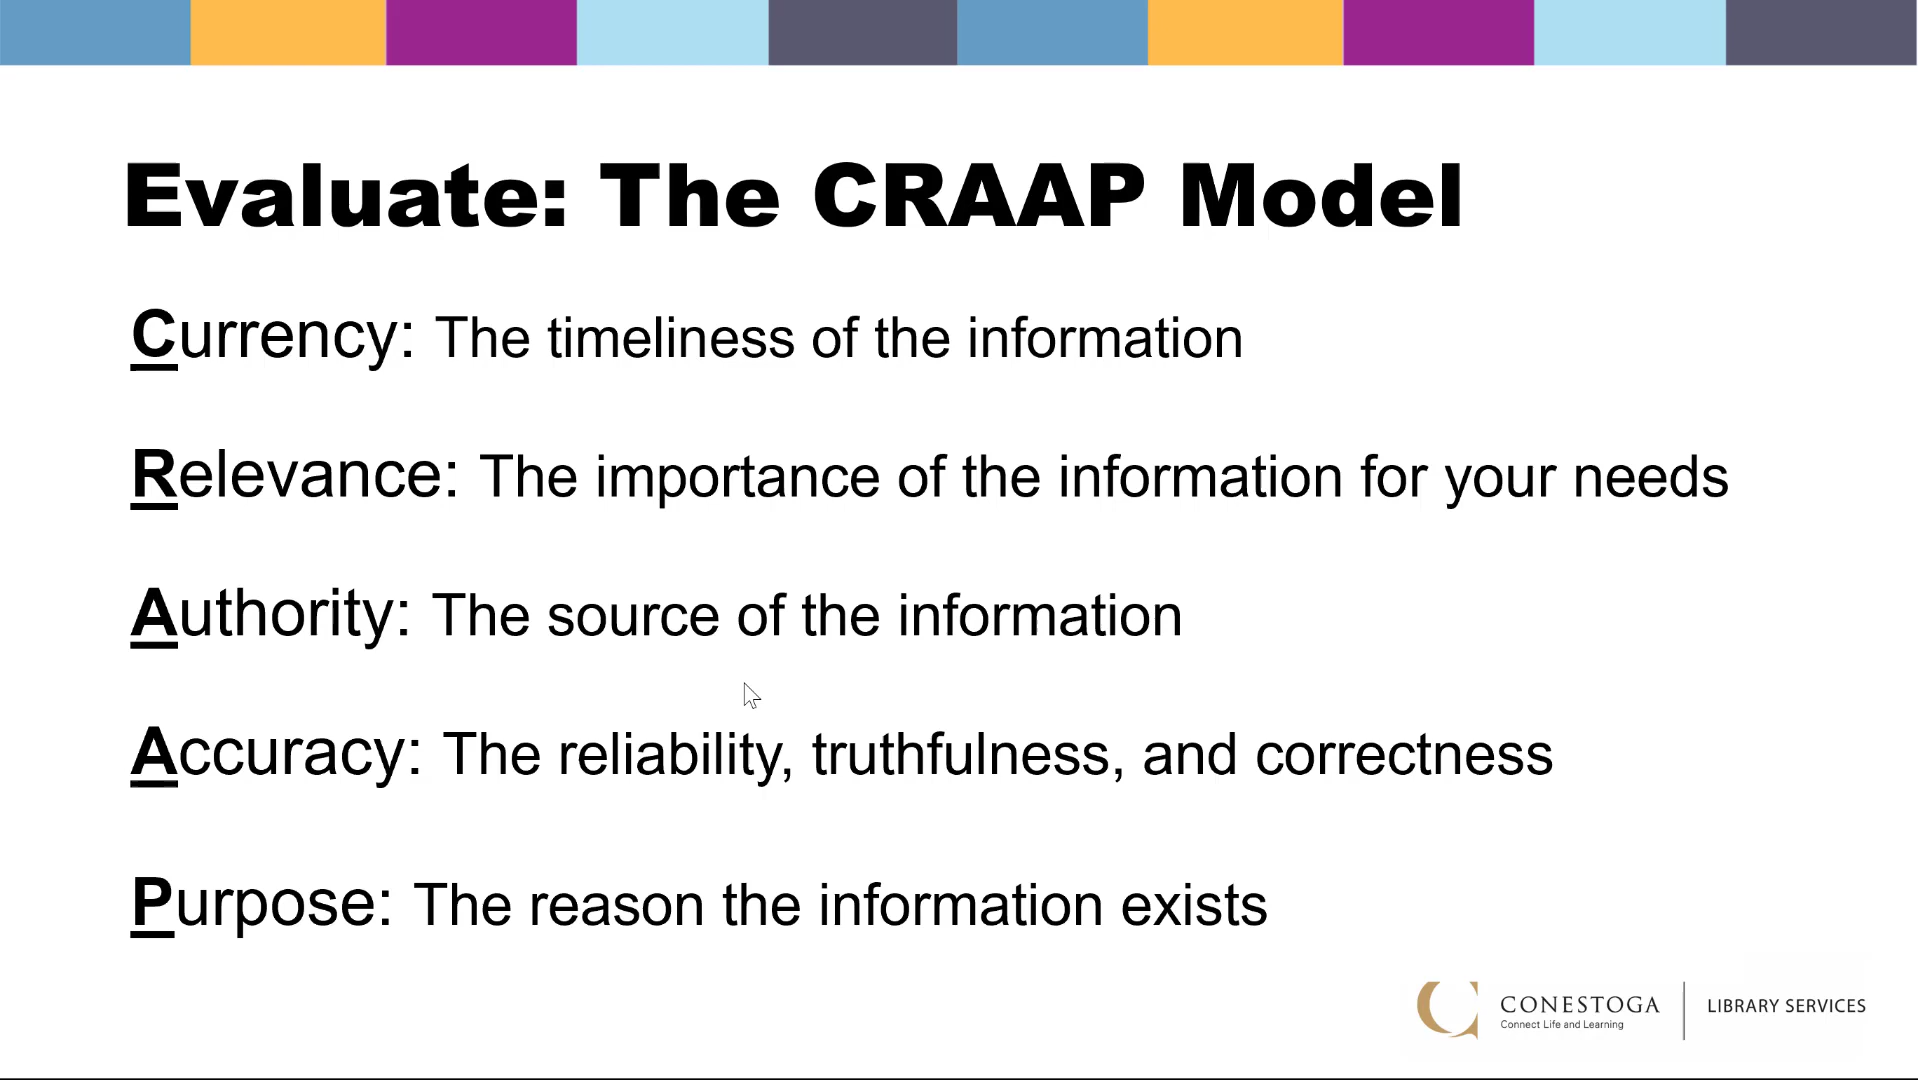 Evaluate: The CRAAP Model
Currency: The timeliness of the information
Relevance: The importance of the information for your needs
Authority: The source of the information
Accuracy: The reliability, truthfulness, and correctness
Purpose: The reason the information exists
CONESTOGA
Connect Life and Learning
LIBRARY SERVICES